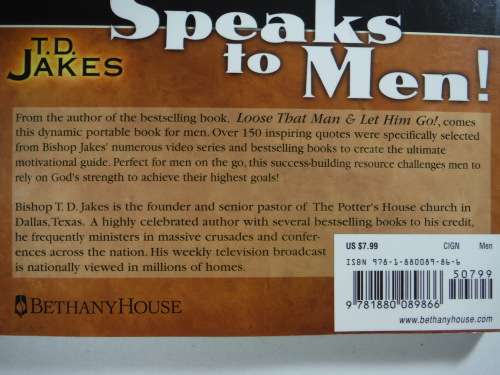 Speaks
to Men!
T.D.
JAKES
From the author of the bestselling book, Loose That Man & Let Him Go!, comes
this dynamic portable book for men. Over 150 inspiring quotes were specifically selected
from Bishop Jakes' numerous video series and bestselling books to create the ultimate
motivational guide. Perfect for men on the go, this success-building resource challenges men to
rely on God's strength to achieve their highest goals!
Bishop T. D. Jakes is the founder and senior pastor of The Potter's House church in
Dallas, Texas. A highly celebrated author with several bestselling books to his credit,
he frequently ministers in massive crusades and confer-
ences across the nation. His weekly television broadcast
is nationally viewed in millions of homes.
BETHANYHOUSE
US $7.99 CIGN Men
ISBN 978-1-880089-86-6
50799
9 781880 089866
www.bethanyhouse.com